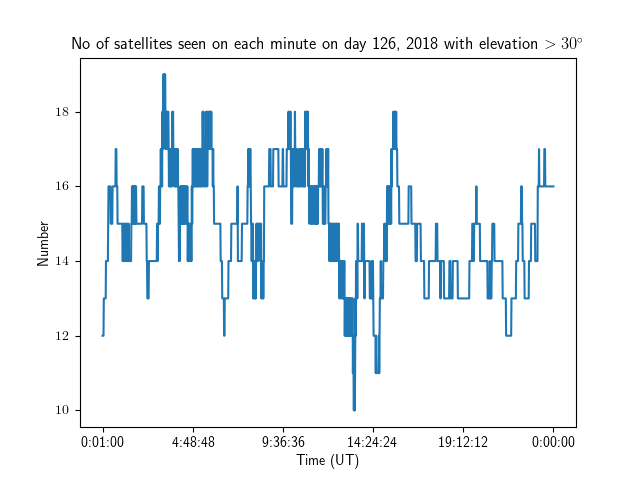 No of satellites seen on each minute on day 126, 2018 with elevation > 30°
18
16
14
12
10
Number
0:01:00 4:48:48 9:36:36 14:24:24 19:12:12 0:00:00
Time (UT)